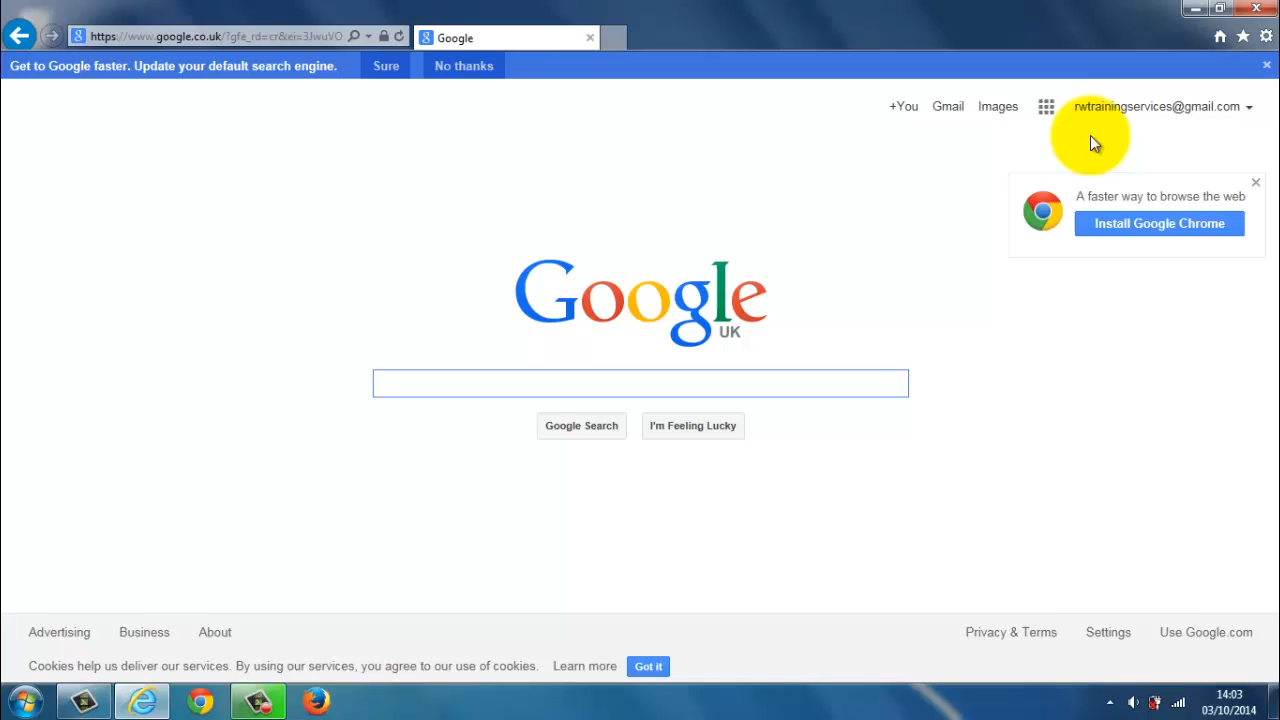 https://www.google.co.uk/?gfe_rd=cr&ei=3JwuVO
Google
Get to Google faster. Update your default search engine.
Sure
No thanks
+You
Gmail
Images
rwtrainingservices@gmail.com
A faster way to browse the web
Install Google Chrome
Google
UK
Google Search
I'm Feeling Lucky
Advertising
Business
About
Privacy & Terms
Settings
Use Google.com
Cookies help us deliver our services. By using our services, you agree to our use of cookies.
Learn more
Got it
14:03
03/10/2014